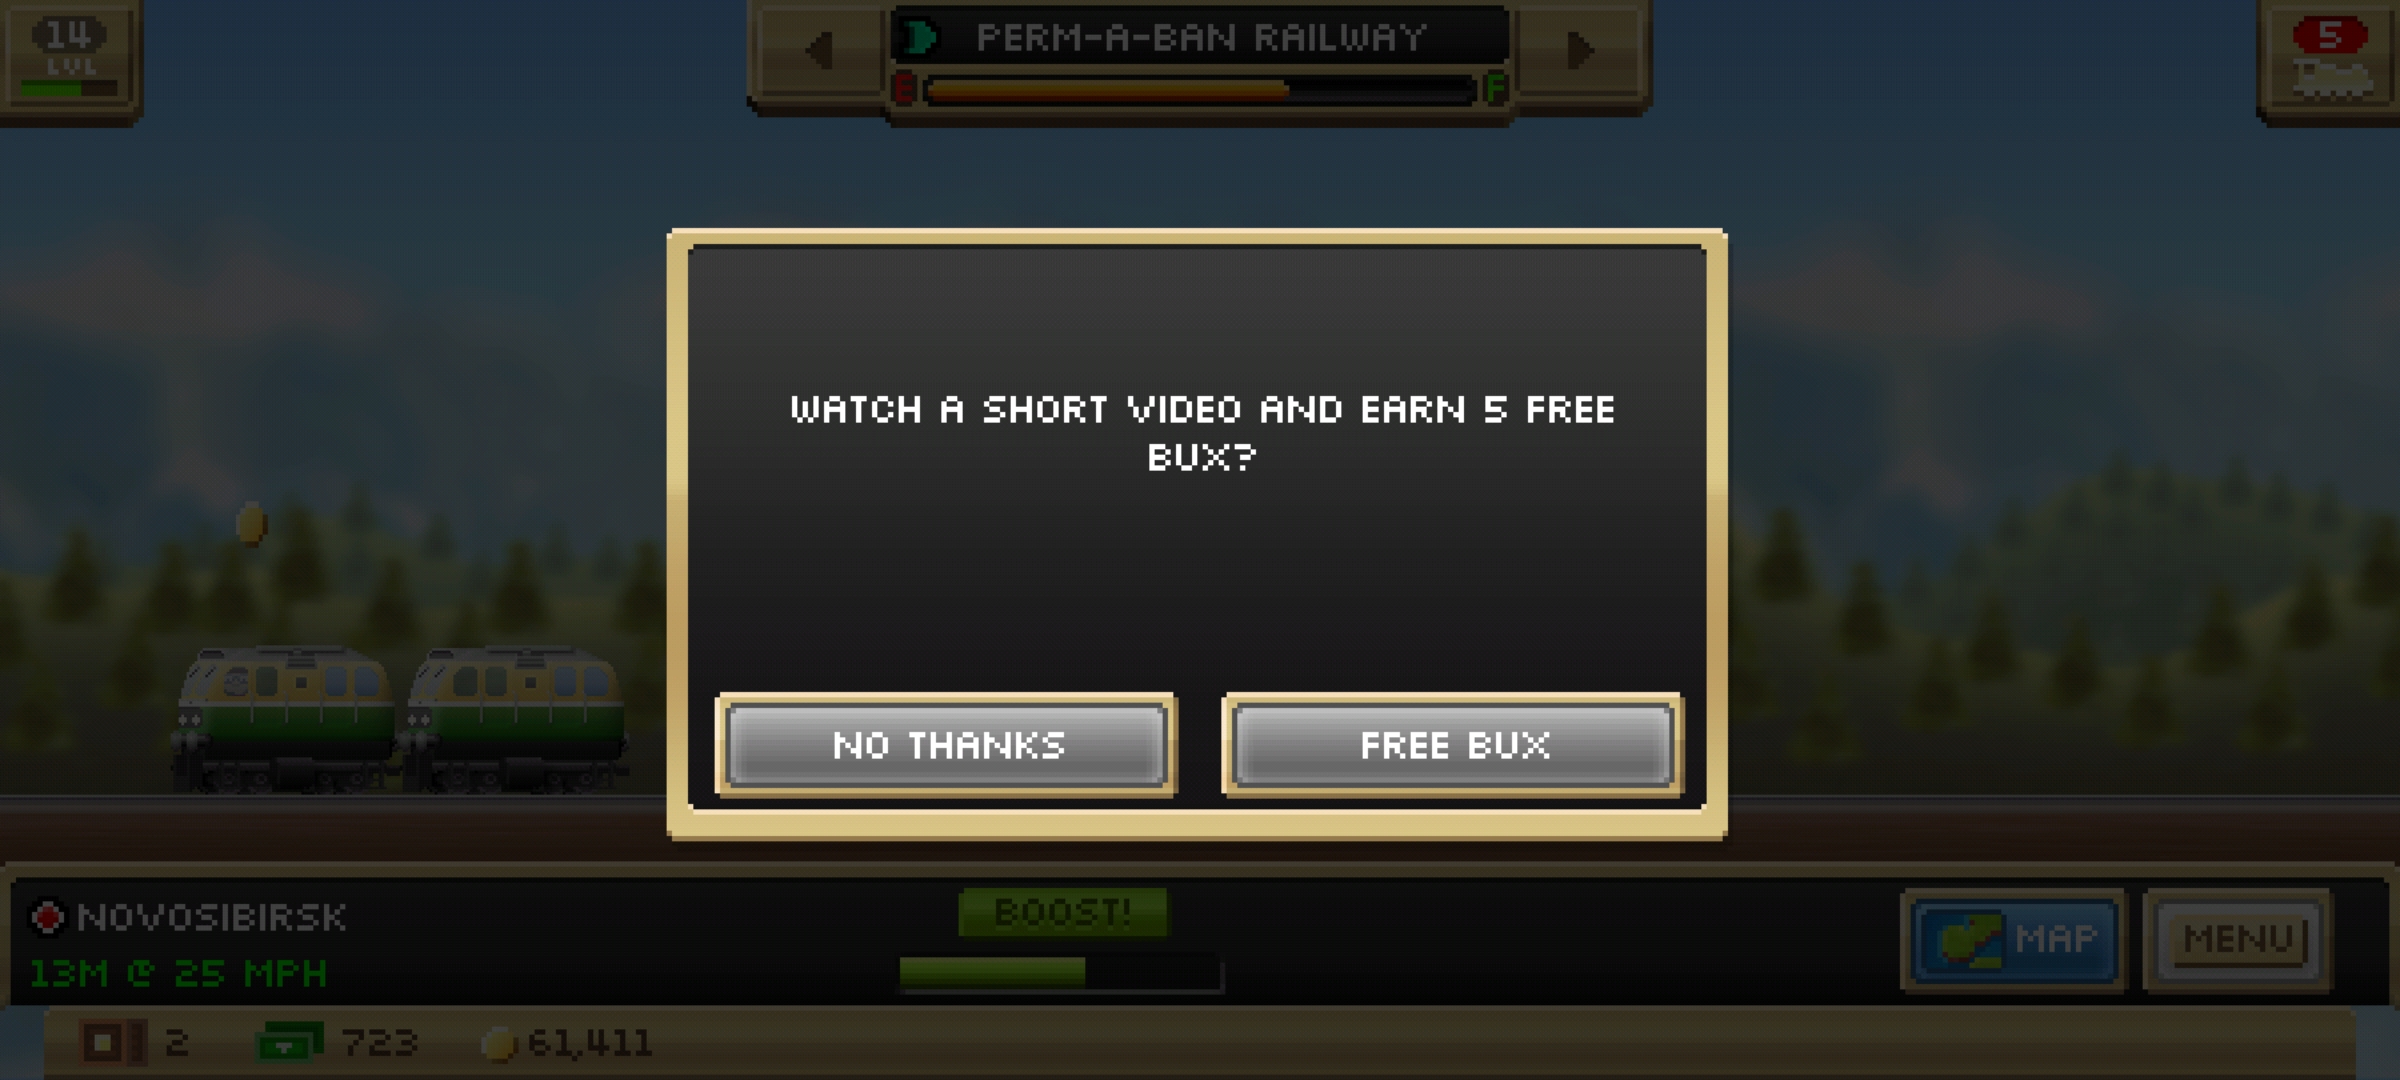 14
LVL
PERM-A-BAN RAILWAY
E F
5
WATCH A SHORT VIDEO AND EARN 5 FREE
BUX?
NO THANKS
FREE BUX
NOVOSIBIRSK
13M @ 25 MPH
BOOST!
MAP
MENU
2
723
61,411